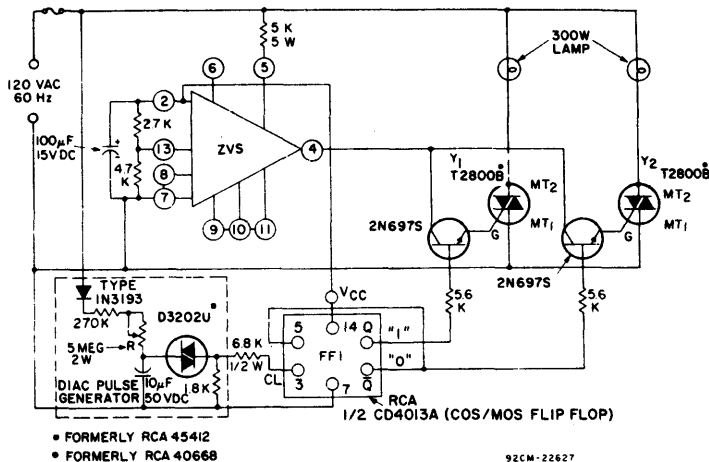 120 VAC
60 Hz
5 K
5 W
300W
LAMP
6
5
2
2.7 K
ZVS
100µF
15VDC
+
13
4
4.7
K
8
7
9
10
11
Y1
T2800B
MT2
MT1
G
2N697S
Y2
T2800B
MT2
MT1
G
2N697S
TYPE
1N3193
270K
D3202U
5 MEG
2W
R
10µF
50VDC
DIAC PULSE
GENERATOR
1.8K
6.8 K
1/2 W
CL
VCC
5
14
Q
"1"
FF1
"0"
3
7
Q̅
5.6
K
5.6
K
RCA
1/2 CD4013A (COS/MOS FLIP FLOP)
■ FORMERLY RCA 45412
● FORMERLY RCA 40668
92CM-22627